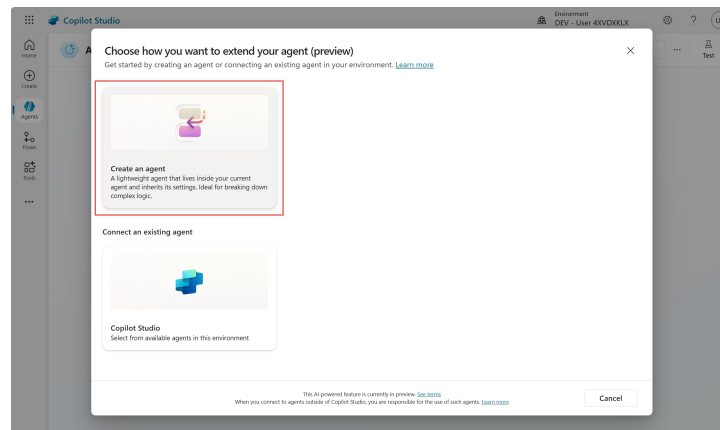 Copilot Studio
Environment
DEV - User 4XVDXKLX
Home
Create
Agents
Flows
Tools
Test
A
Choose how you want to extend your agent (preview)
Get started by creating an agent or connecting an existing agent in your environment. Learn more
Create an agent
A lightweight agent that lives inside your current
agent and inherits its settings. Ideal for breaking down
complex logic.
Connect an existing agent
Copilot Studio
Select from available agents in this environment
This AI-powered feature is currently in preview. See terms
When you connect to agents outside of Copilot Studio, you are responsible for the use of such agents. Learn more
Cancel